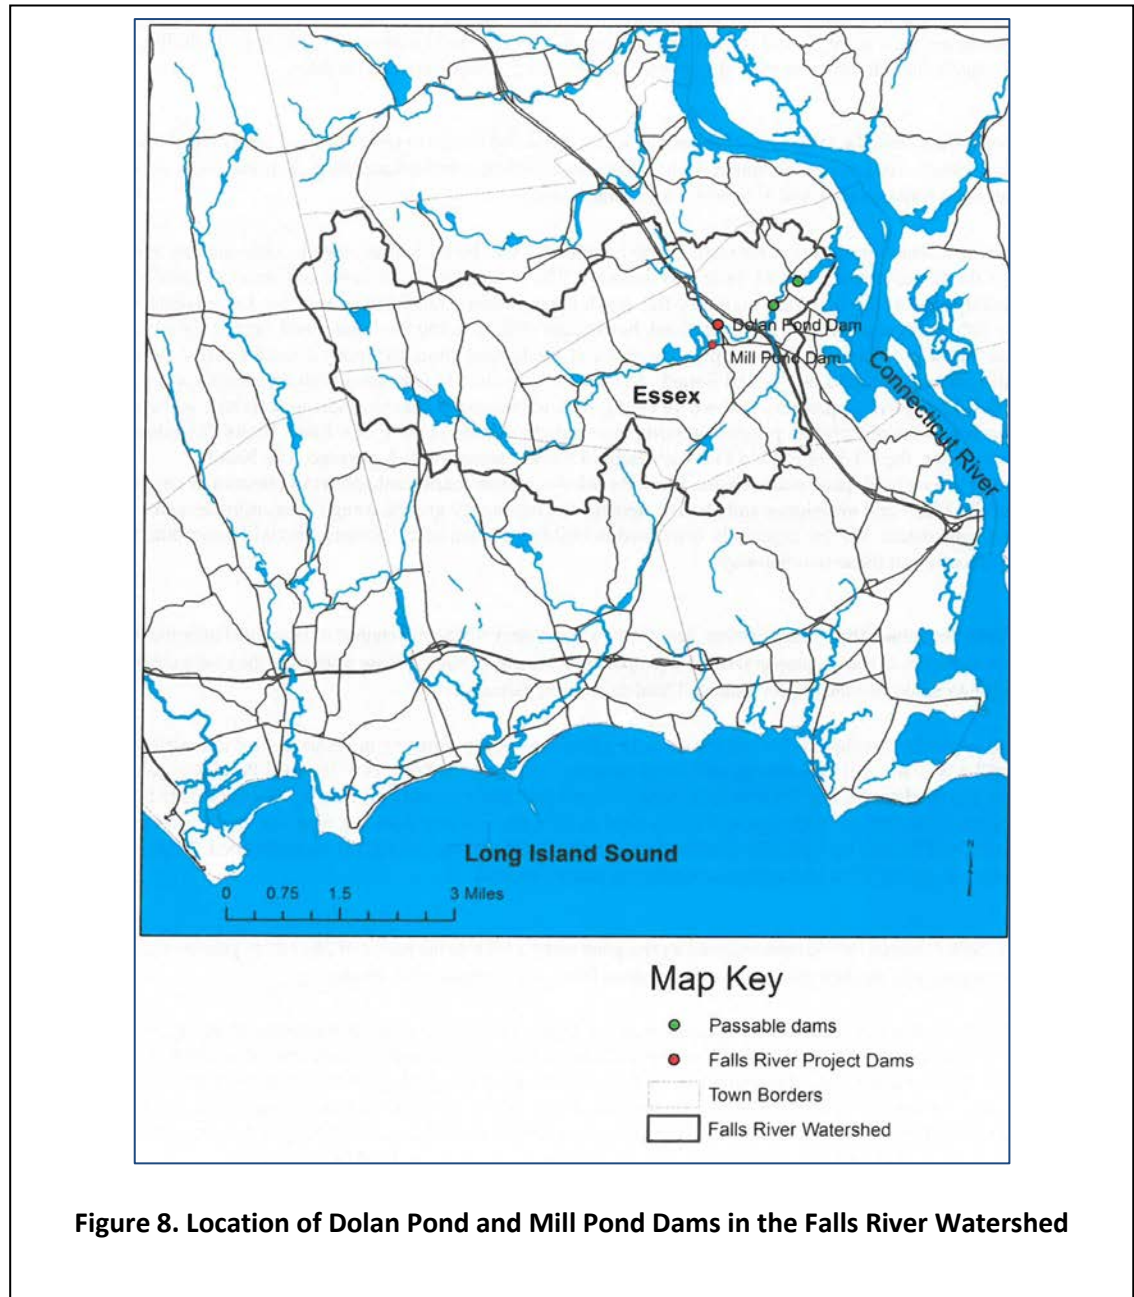 Dolan Pond Dam
Mill Pond Dam
Essex
Connecticut River
Long Island Sound
N
0 0.75 1.5 3 Miles
Map Key
Passable dams
Falls River Project Dams
Town Borders
Falls River Watershed
Figure 8. Location of Dolan Pond and Mill Pond Dams in the Falls River Watershed